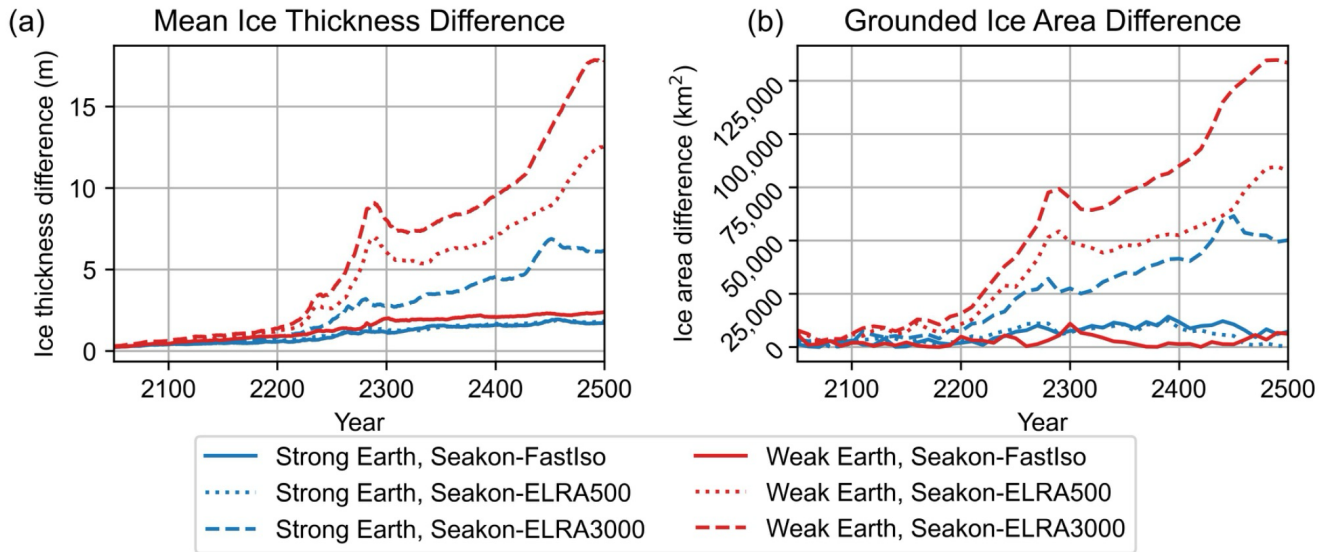 (a) Mean Ice Thickness Difference
Ice thickness difference (m)
15
10
5
0
2100 2200 2300 2400 2500
Year
(b) Grounded Ice Area Difference
Ice area difference (km²)
125,000
100,000
75,000
50,000
25,000
0
2100 2200 2300 2400 2500
Year
Strong Earth, Seakon-FastIso
Strong Earth, Seakon-ELRA500
Strong Earth, Seakon-ELRA3000
Weak Earth, Seakon-FastIso
Weak Earth, Seakon-ELRA500
Weak Earth, Seakon-ELRA3000